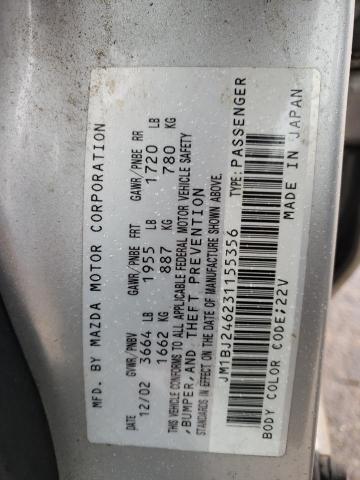 MFD. BY MAZDA MOTOR CORPORATION
DATE GVWR/PNBV GAWR/PNBE FRT GAWR/PNBE RR
12/02 3664 LB 1955 LB 1720 LB
1662 KG 887 KG 780 KG
THIS VEHICLE CONFORMS TO ALL APPLICABLE FEDERAL MOTOR VEHICLE SAFETY
, BUMPER, AND THEFT PREVENTION
STANDARDS IN EFFECT ON THE DATE OF MANUFACTURE SHOWN ABOVE.
JM1BJ246231155356 TYPE: PASSENGER
BODY COLOR CODE:22V MADE IN JAPAN